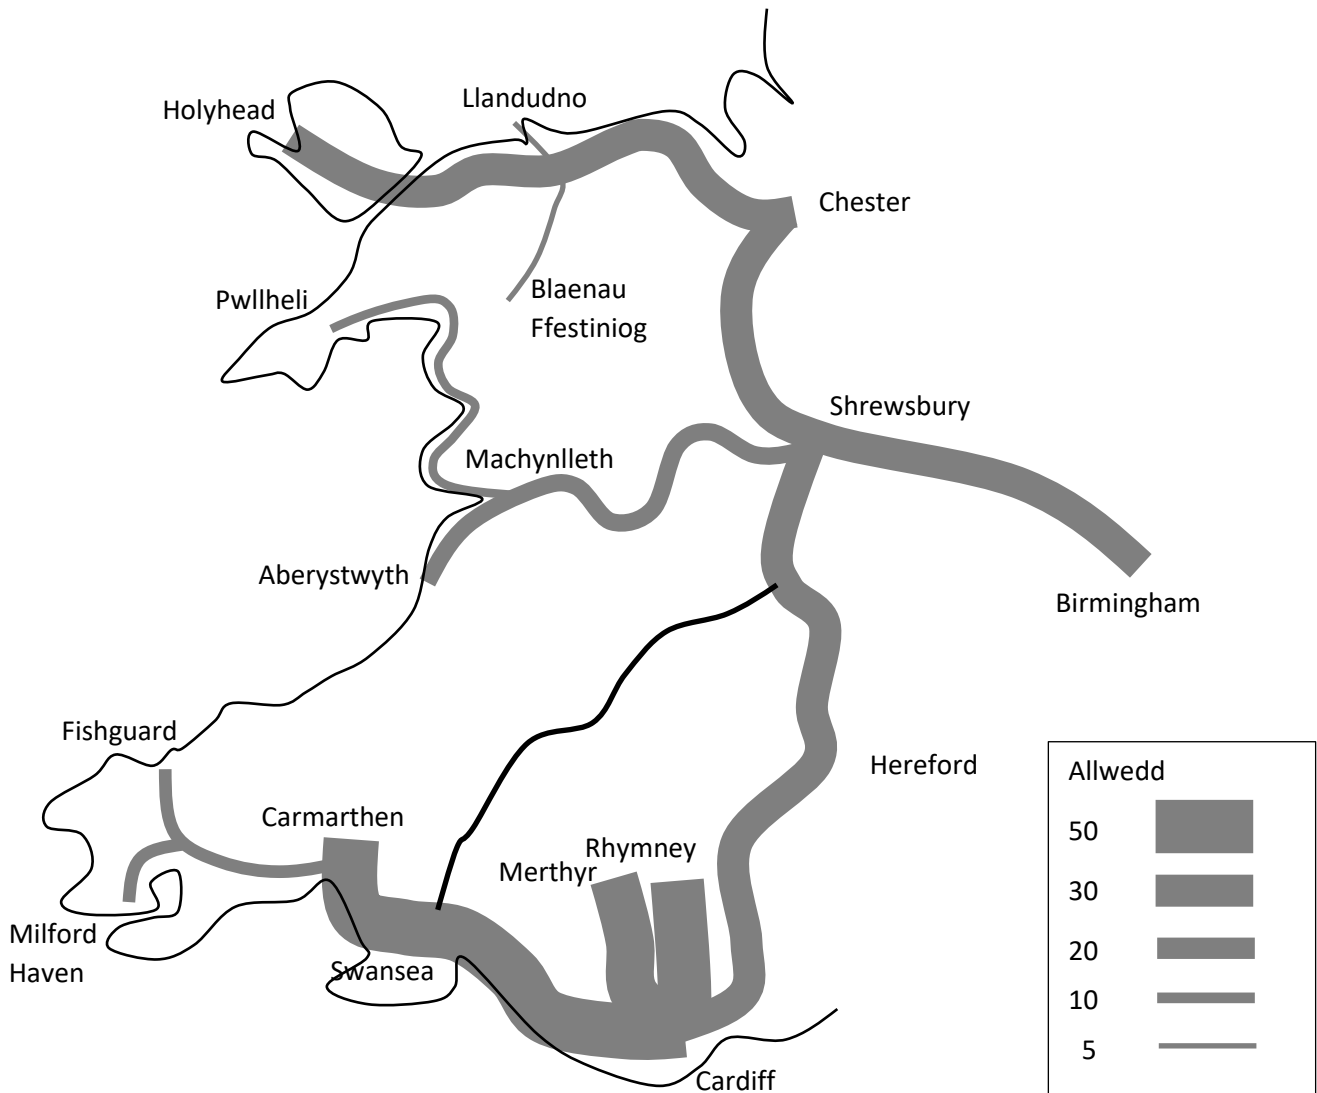 Holyhead
Llandudno
Chester
Pwllheli
Blaenau
Ffestiniog
Shrewsbury
Machynlleth
Aberystwyth
Birmingham
Fishguard
Hereford
Carmarthen
Rhymney
Merthyr
Milford
Haven
Swansea
Cardiff
Allwedd
50
30
20
10
5